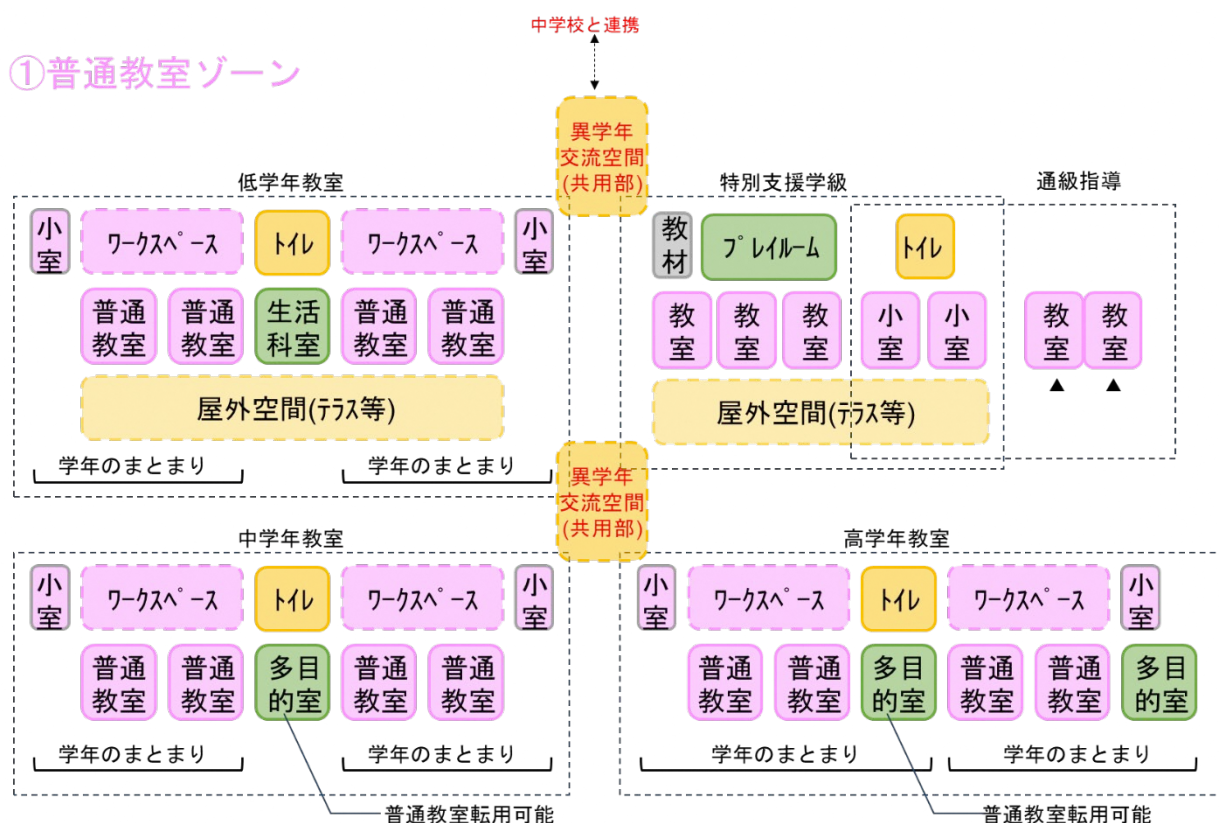 中学校と連携
①普通教室ゾーン
異学年
交流空間
(共用部)
低学年教室
小
室
ワークスペース
トイレ
ワークスペース
小
室
普通
教室
普通
教室
生活
科室
普通
教室
普通
教室
屋外空間(テラス等)
学年のまとまり
学年のまとまり
特別支援学級
通級指導
教
材
プレイルーム
トイレ
教
室
教
室
教
室
小
室
小
室
教
室
教
室
▲
▲
屋外空間(テラス等)
異学年
交流空間
(共用部)
中学年教室
小
室
ワークスペース
トイレ
ワークスペース
小
室
普通
教室
普通
教室
多目
的室
普通
教室
普通
教室
学年のまとまり
学年のまとまり
普通教室転用可能
高学年教室
小
室
ワークスペース
トイレ
ワークスペース
小
室
普通
教室
普通
教室
多目
的室
普通
教室
普通
教室
多目
的室
学年のまとまり
学年のまとまり
普通教室転用可能